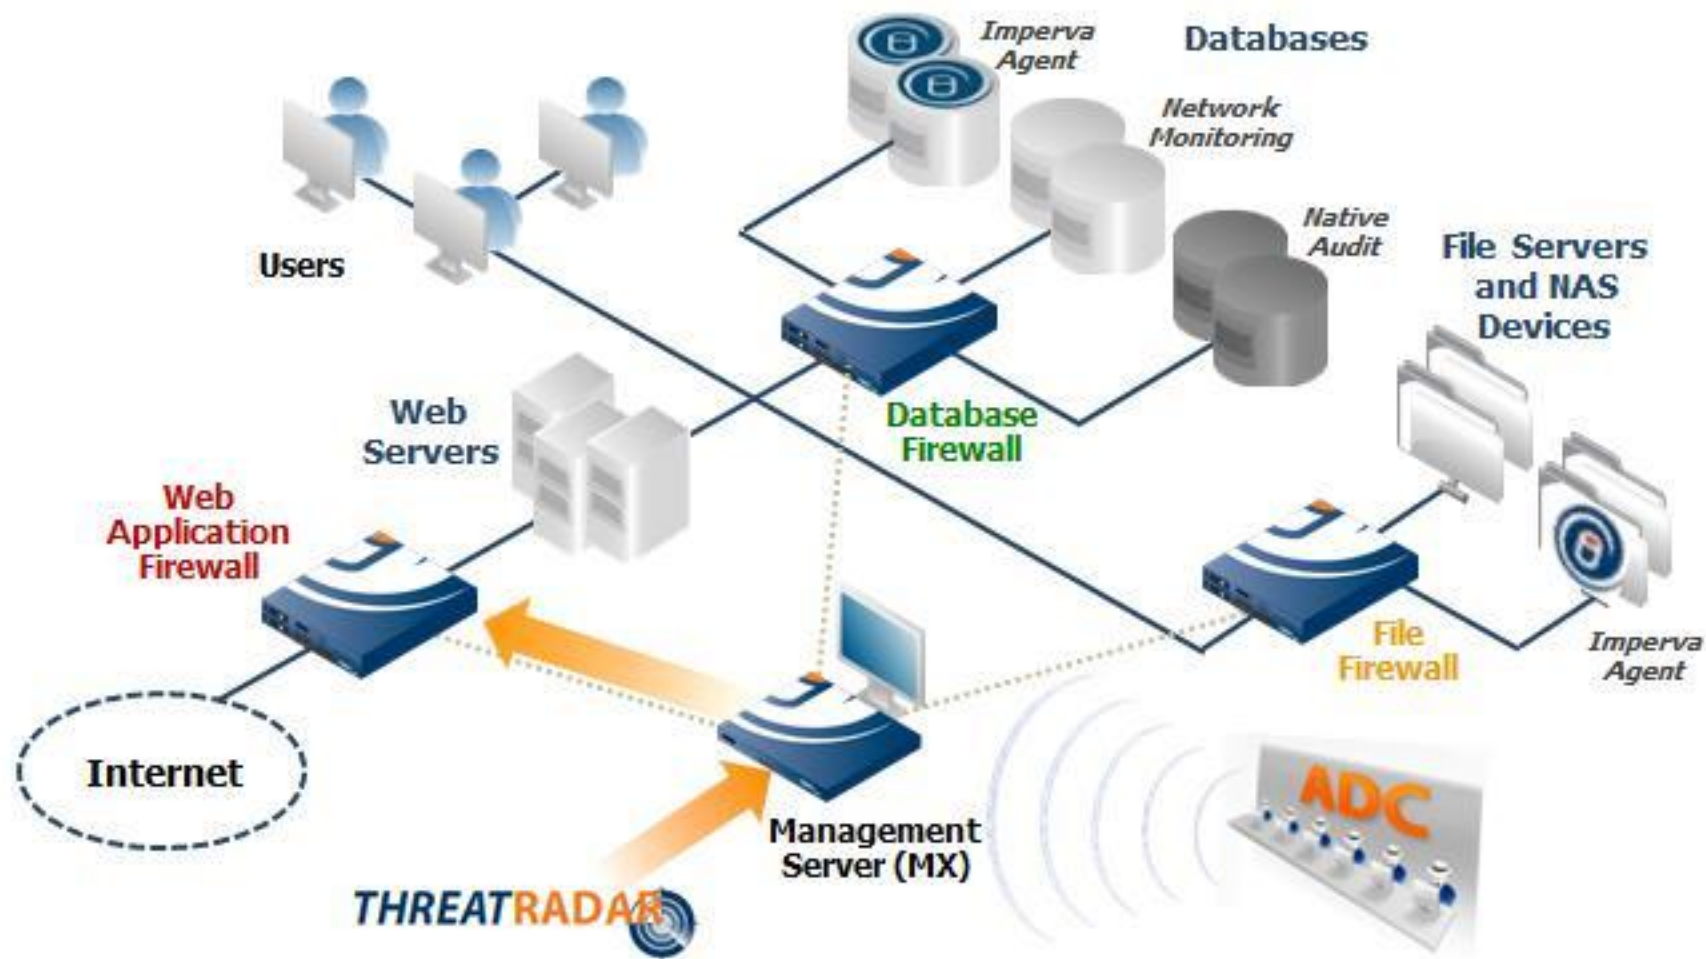 Imperva
Agent
Databases
Network
Monitoring
Native
Audit
File Servers
and NAS
Devices
Users
Web
Servers
Database
Firewall
Web
Application
Firewall
File
Firewall
Imperva
Agent
Internet
Management
Server (MX)
ADC
THREATRADAR